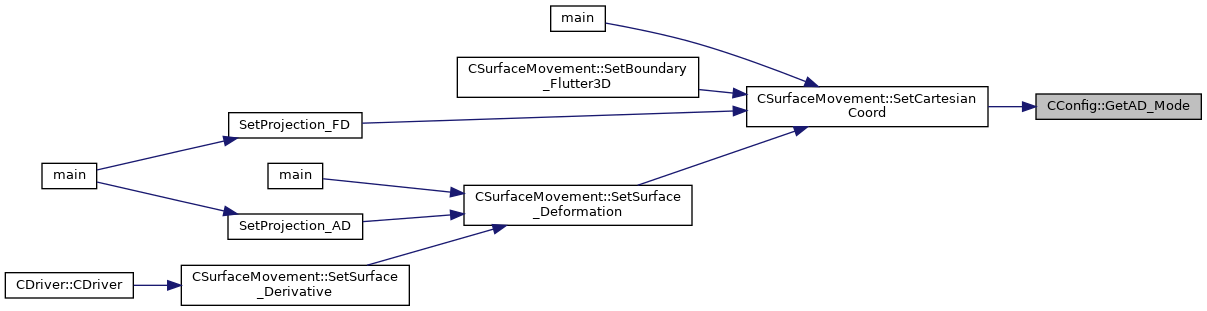 main
CSurfaceMovement::SetBoundary
_Flutter3D
CSurfaceMovement::SetCartesian
Coord
CConfig::GetAD_Mode
SetProjection_FD
main
main
CSurfaceMovement::SetSurface
_Deformation
SetProjection_AD
CSurfaceMovement::SetSurface
_Derivative
CDriver::CDriver